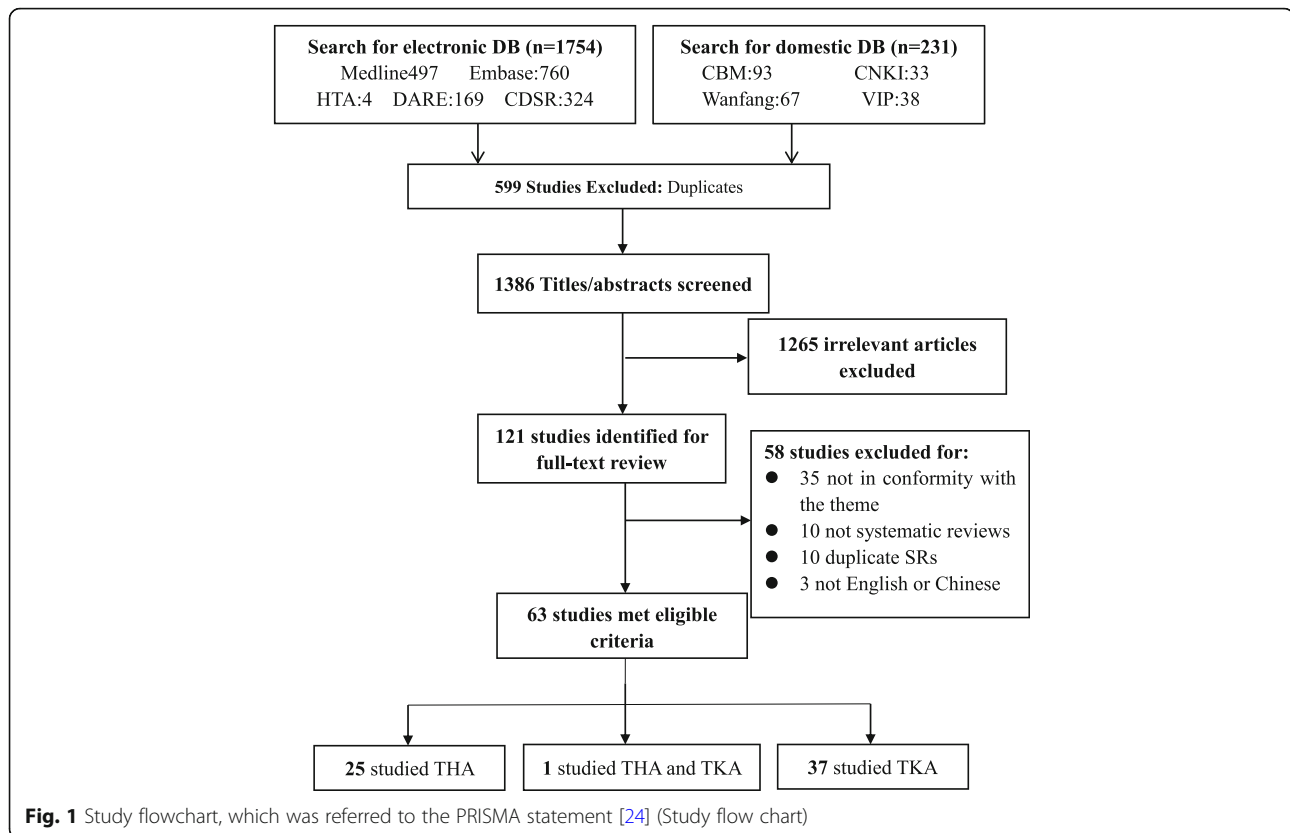 Search for electronic DB (n=1754)
Medline497 Embase:760
HTA:4 DARE:169 CDSR:324
Search for domestic DB (n=231)
CBM:93 CNKI:33
Wanfang:67 VIP:38
599 Studies Excluded: Duplicates
1386 Titles/abstracts screened
1265 irrelevant articles
excluded
121 studies identified for
full-text review
58 studies excluded for:
● 35 not in conformity with
the theme
● 10 not systematic reviews
● 10 duplicate SRs
● 3 not English or Chinese
63 studies met eligible
criteria
25 studied THA
1 studied THA and TKA
37 studied TKA
Fig. 1 Study flowchart, which was referred to the PRISMA statement [24] (Study flow chart)